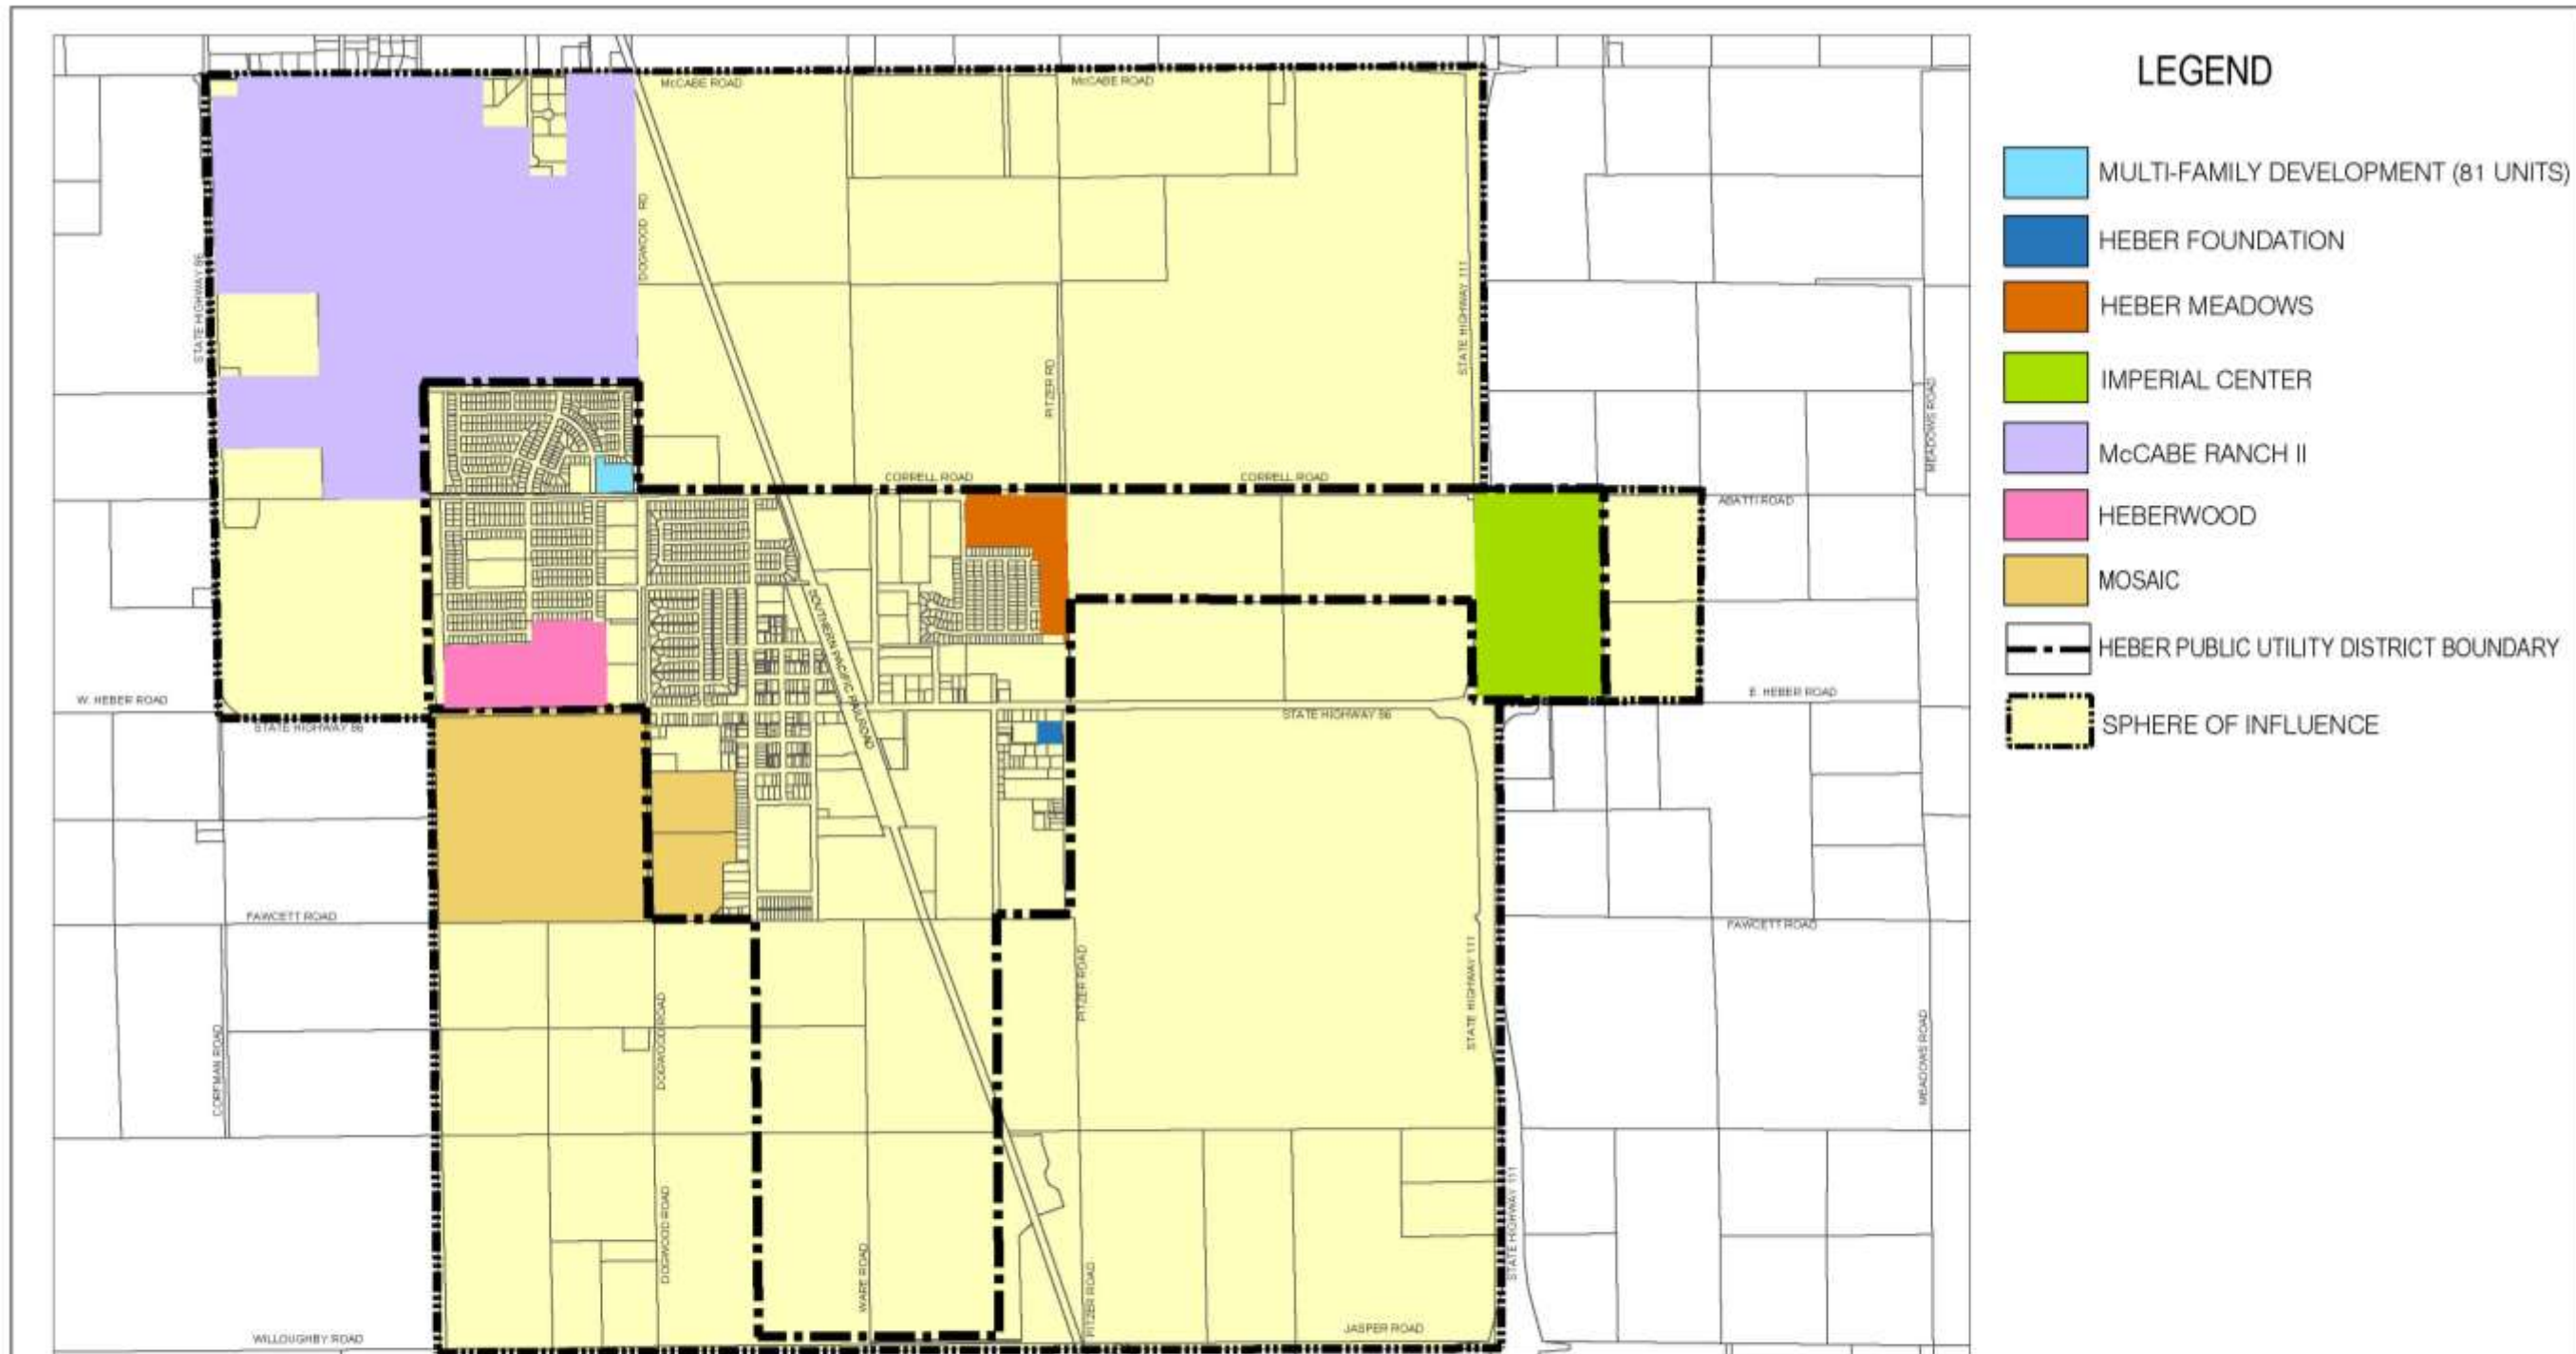 LEGEND
MULTI-FAMILY DEVELOPMENT (81 UNITS)
HEBER FOUNDATION
HEBER MEADOWS
IMPERIAL CENTER
McCABE RANCH II
HEBERWOOD
MOSAIC
HEBER PUBLIC UTILITY DISTRICT BOUNDARY
SPHERE OF INFLUENCE
McCABE ROAD
McCABE ROAD
DOGWOOD RD
STATE HIGHWAY 86
STATE HIGHWAY 111
PITZER RD
MEADOWS ROAD
CORRELL ROAD
CORRELL ROAD
ABATTI ROAD
SOUTHERN PACIFIC RAILROAD
W. HEBER ROAD
E. HEBER ROAD
STATE HIGHWAY 86
STATE HIGHWAY 86
FAWCETT ROAD
FAWCETT ROAD
PITZER ROAD
STATE HIGHWAY 111
DOGWOOD ROAD
CORFMAN ROAD
MEADOWS ROAD
DOGWOOD ROAD
WARE ROAD
PITZER ROAD
STATE HIGHWAY 111
WILLOUGHBY ROAD
JASPER ROAD